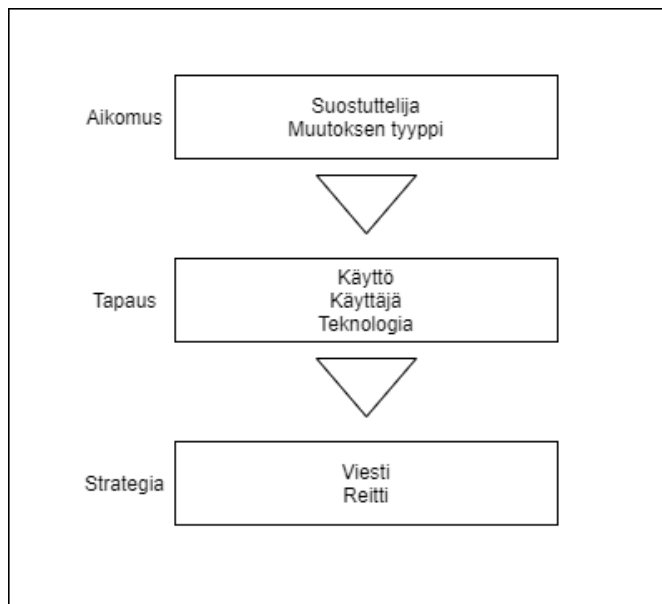 Aikomus
Suostuttelija
Muutoksen tyyppi
Tapaus
Käyttö
Käyttäjä
Teknologia
Strategia
Viesti
Reitti